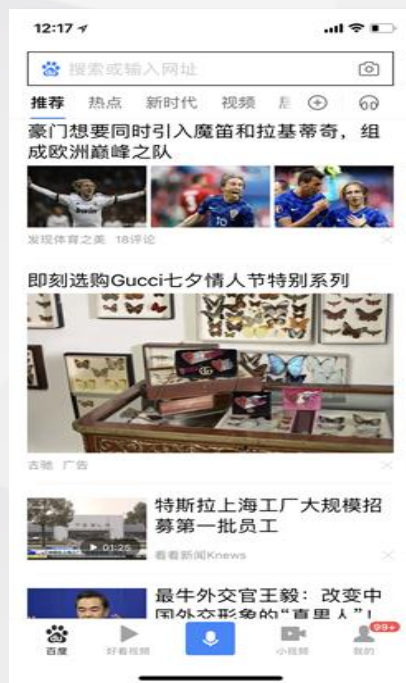 12:17
搜索或输入网址
推荐 热点 新时代 视频
豪门想要同时引入魔笛和拉基蒂奇，组
成欧洲巅峰之队
发现体育之美 18评论
即刻选购Gucci七夕情人节特别系列
古驰 广告
特斯拉上海工厂大规模招
募第一批员工
01:26
看看新闻Knews
最牛外交官王毅：改变中
国外交形象的“真男人”！
99+
百度 好看视频 小视频 我的